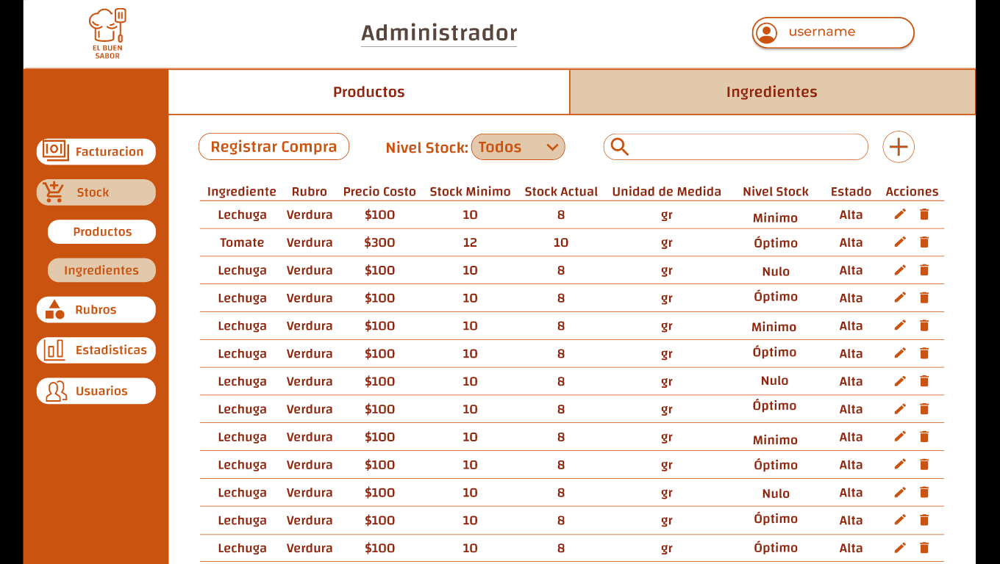 EL BUEN
SABOR
Administrador
username
Productos
Ingredientes
Facturacion
Stock
Productos
Ingredientes
Rubros
Estadisticas
Usuarios
Registrar Compra
Nivel Stock: Todos
Ingrediente Rubro Precio Costo Stock Minimo Stock Actual Unidad de Medida Nivel Stock Estado Acciones
Lechuga Verdura $100 10 8 gr Minimo Alta
Tomate Verdura $300 12 10 gr Óptimo Alta
Lechuga Verdura $100 10 8 gr Nulo Alta
Lechuga Verdura $100 10 8 gr Óptimo Alta
Lechuga Verdura $100 10 8 gr Minimo Alta
Lechuga Verdura $100 10 8 gr Óptimo Alta
Lechuga Verdura $100 10 8 gr Nulo Alta
Lechuga Verdura $100 10 8 gr Óptimo Alta
Lechuga Verdura $100 10 8 gr Minimo Alta
Lechuga Verdura $100 10 8 gr Óptimo Alta
Lechuga Verdura $100 10 8 gr Nulo Alta
Lechuga Verdura $100 10 8 gr Óptimo Alta
Lechuga Verdura $100 10 8 gr Óptimo Alta